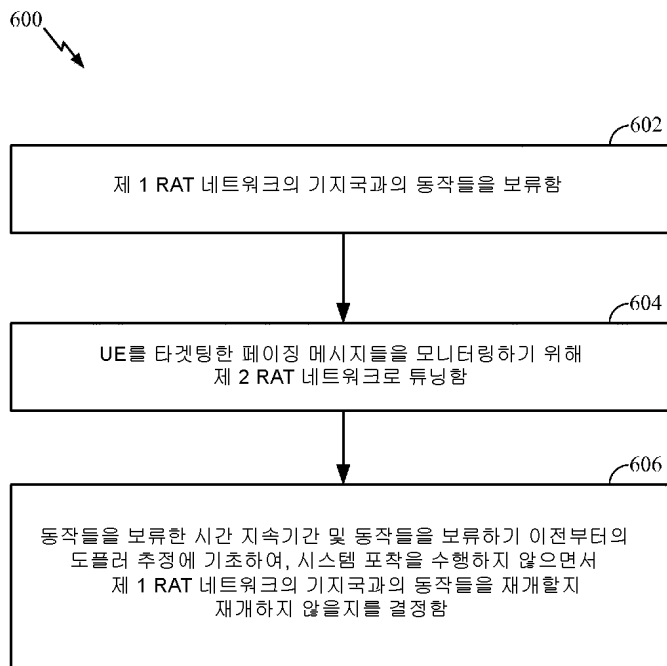 600
602
제 1 RAT 네트워크의 기지국과의 동작들을 보류함
604
UE를 타겟팅한 페이징 메시지들을 모니터링하기 위해
제 2 RAT 네트워크로 튜닝함
606
동작들을 보류한 시간 지속기간 및 동작들을 보류하기 이전부터의
도플러 추정에 기초하여, 시스템 포착을 수행하지 않으면서
제 1 RAT 네트워크의 기지국과의 동작들을 재개할지
재개하지 않을지를 결정함